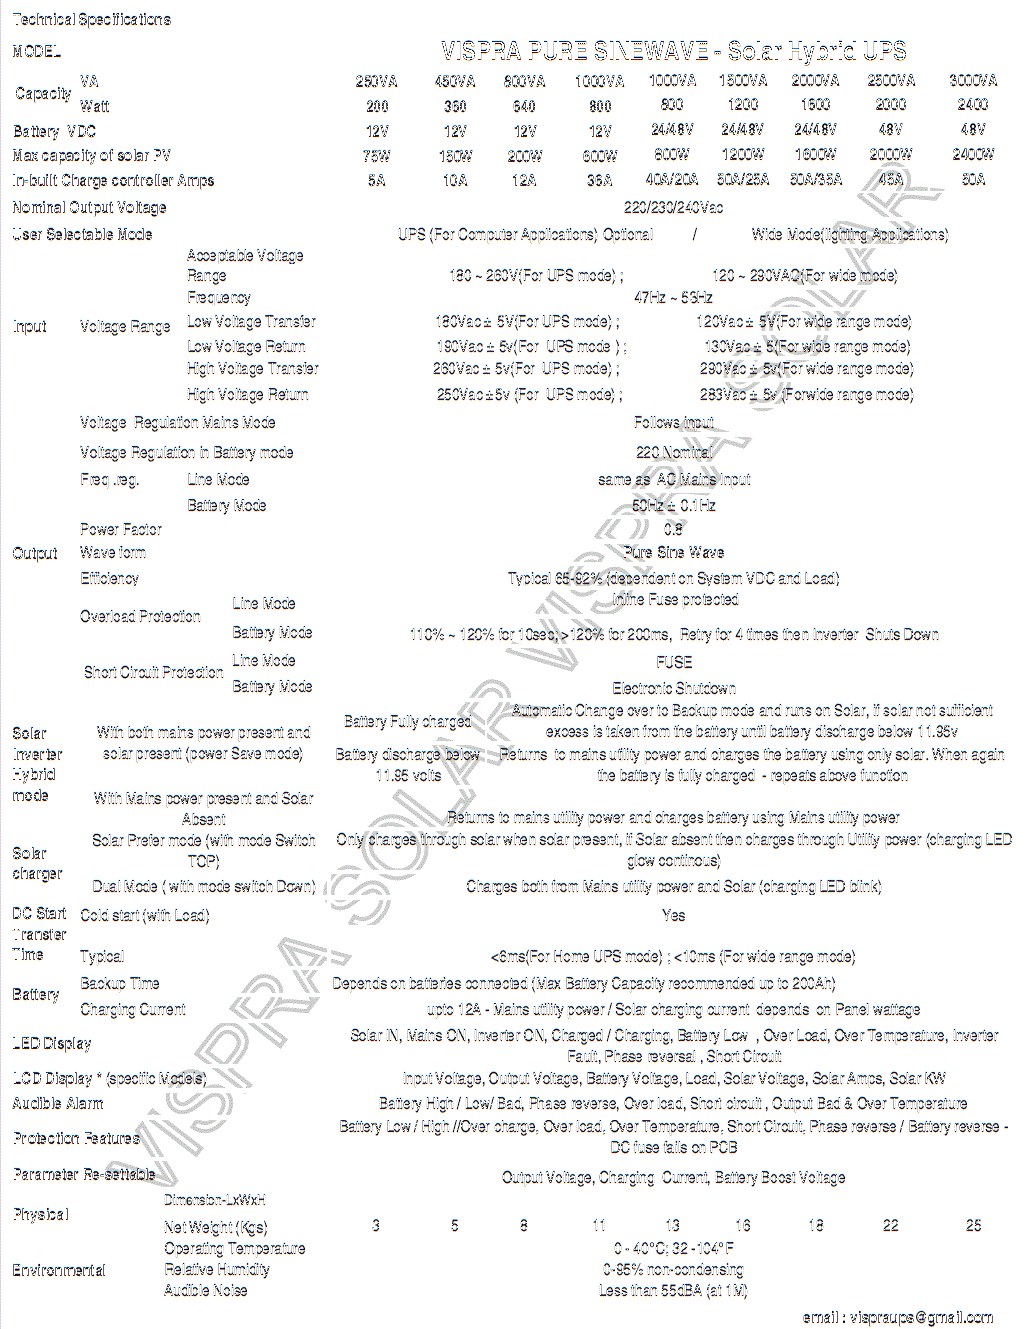 Technical Specifications
MODEL VISPRA PURE SINEWAVE - Solar Hybrid UPS
Capacity VA 250VA 450VA 800VA 1000VA 1000VA 1500VA 2000VA 2500VA 3000VA
Watt 200 360 640 800 800 1200 1600 2000 2400
Battery VDC 12V 12V 12V 12V 24/48V 24/48V 24/48V 48V 48V
Max capacity of solar PV 75W 150W 200W 600W 800W 1200W 1600W 2000W 2400W
In-built Charge controller Amps 5A 10A 12A 36A 40A/20A 50A/25A 50A/35A 45A 50A
Nominal Output Voltage 220/230/240Vac
User Selectable Mode UPS (For Computer Applications) Optional / Wide Mode(lighting Applications)
Acceptable Voltage
Range 180 ~ 260V(For UPS mode) ; 120 ~ 290VAC(For wide mode)
Frequency 47Hz ~ 53Hz
Input Voltage Range Low Voltage Transfer 180Vac ± 5V(For UPS mode) ; 120Vac ± 5V(For wide range mode)
Low Voltage Return 190Vac ± 5v(For UPS mode ) ; 130Vac ± 5(For wide range mode)
High Voltage Transfer 260Vac ± 5v(For UPS mode) ; 290Vac ± 5v(For wide range mode)
High Voltage Return 250Vac±5v (For UPS mode) ; 283Vac ± 5v (Forwide range mode)
Voltage Regulation Mains Mode Follows input
Voltage Regulation in Battery mode 220 Nominal
Freq .reg. Line Mode same as AC Mains input
Battery Mode 50Hz ± 0.1Hz
Power Factor 0.8
Output Wave form Pure Sine Wave
Efficiency Typical 65-92% (dependent on System VDC and Load)
Overload Protection Line Mode Inline Fuse protected
Battery Mode 110% ~ 120% for 10sec; >120% for 200ms, Retry for 4 times then Inverter Shuts Down
Short Circuit Protection Line Mode FUSE
Battery Mode Electronic Shutdown
Solar Inverter Hybrid mode With both mains power present and solar present (power Save mode) Battery Fully charged Automatic Change over to Backup mode and runs on Solar, if solar not sufficient
excess is taken from the battery until battery discharge below 11.95v
Battery discharge below 11.95 volts Returns to mains utility power and charges the battery using only solar. When again
the battery is fully charged - repeats above function
With Mains power present and Solar Absent Returns to mains utility power and charges battery using Mains utility power
Solar charger Solar Prefer mode (with mode Switch TOP) Only charges through solar when solar present, if Solar absent then charges through Utility power (charging LED
glow continous)
Dual Mode ( with mode switch Down) Charges both from Mains utility power and Solar (charging LED blink)
DC Start Cold start (with Load) Yes
Transfer Time Typical <6ms(For Home UPS mode) ; <10ms (For wide range mode)
Battery Backup Time Depends on batteries connected (Max Battery Capacity recommended up to 200Ah)
Charging Current upto 12A - Mains utility power / Solar charging current depends on Panel wattage
LED Display Solar IN, Mains ON, Inverter ON, Charged / Charging, Battery Low , Over Load, Over Temperature, Inverter
Fault, Phase reversal , Short Circuit
LCD Display * (specific Models) Input Voltage, Output Voltage, Battery Voltage, Load, Solar Voltage, Solar Amps, Solar KW
Audible Alarm Battery High / Low/ Bad, Phase reverse, Over load, Short circuit , Output Bad & Over Temperature
Protection Features Battery Low / High //Over charge, Over load, Over Temperature, Short Circuit, Phase reverse / Battery reverse -
DC fuse fails on PCB
Parameter Re-settable Output Voltage, Charging Current, Battery Boost Voltage
Physical Dimension-LxWxH
Net Weight (Kgs) 3 5 8 11 13 16 18 22 25
Environmental Operating Temperature 0 - 40°C; 32 -104°F
Relative Humidity 0-95% non-condensing
Audible Noise Less than 55dBA (at 1M)
email : vispraups@gmail.com
VISPRA SOLAR VISPRA SOLAR